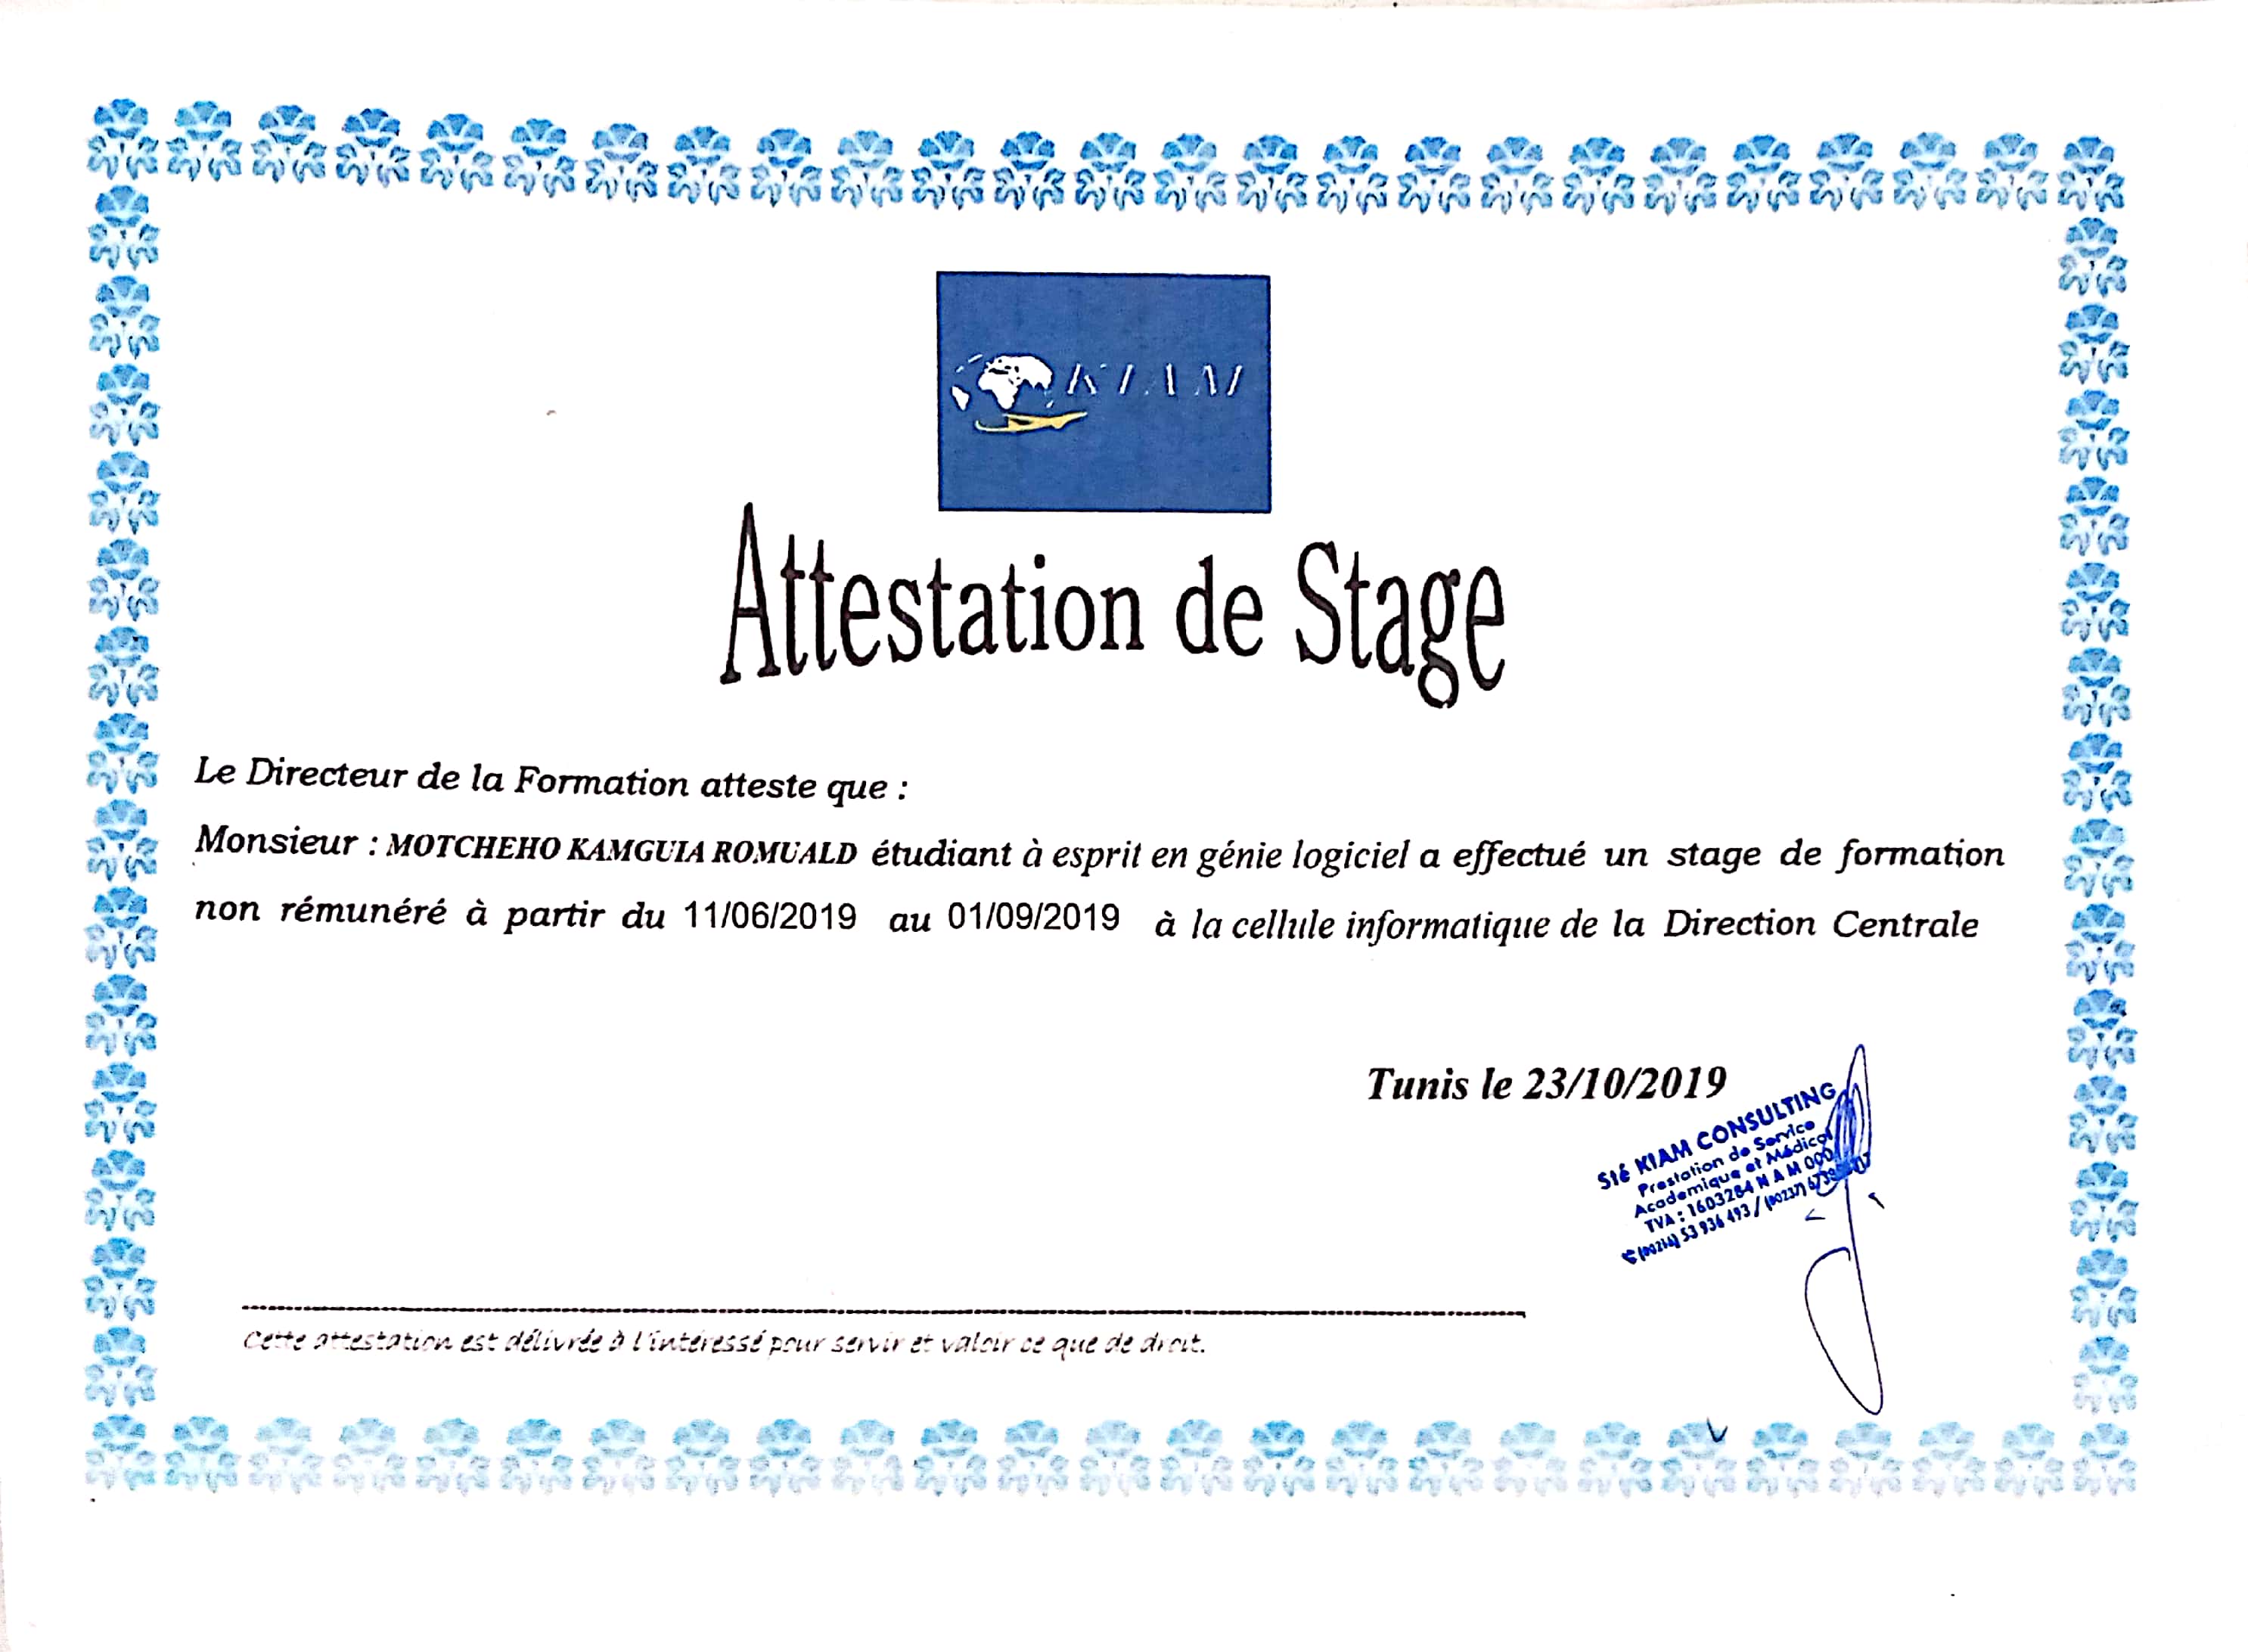 KIAM
Attestation de Stage
Le Directeur de la Formation atteste que :
Monsieur : MOTCHEHO KAMGUIA ROMUALD étudiant à esprit en génie logiciel a effectué un stage de formation
non rémunéré à partir du 11/06/2019 au 01/09/2019 à la cellule informatique de la Direction Centrale
Tunis le 23/10/2019
Sté KIAM CONSULTING
Prestation de Service
Academique et Médical
TVA : 1603284 N A M 000
(00216) 53 936 493 / (00237)
Cette attestation est délivrée à l'intéressé pour servir et valoir ce que de droit.